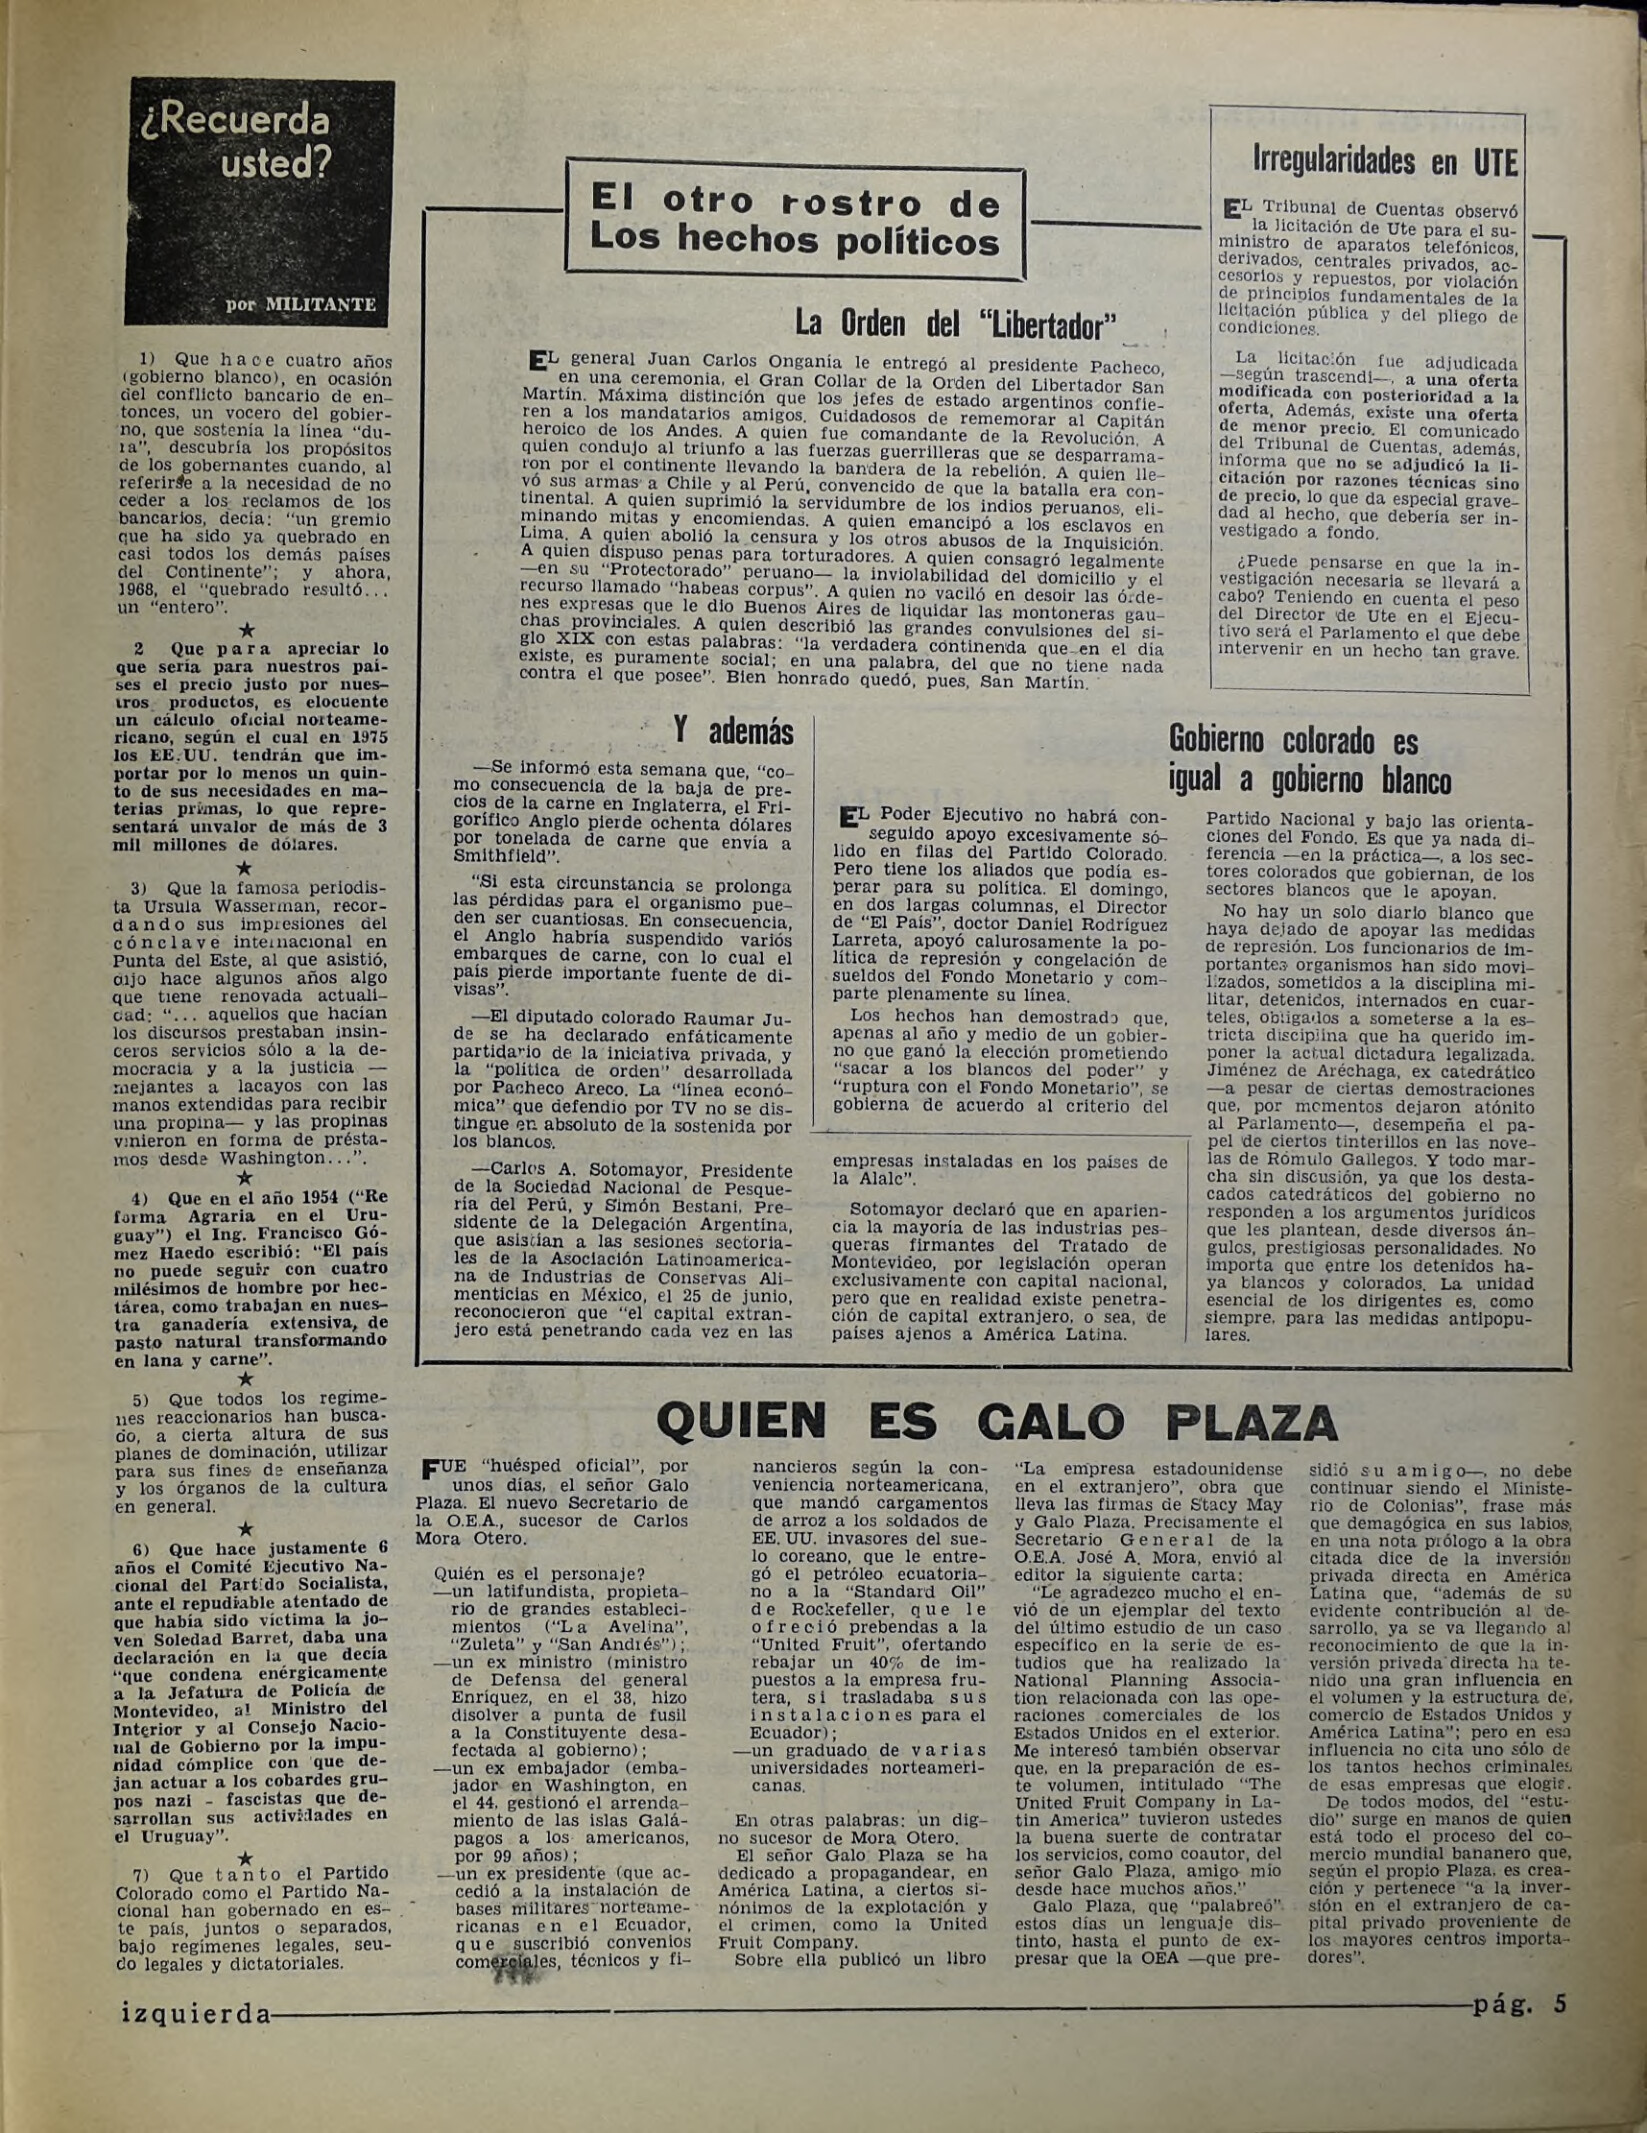 ¿Recuerda
usted?
por MILITANTE
1) Que hace cuatro años
(gobierno blanco), en ocasión
del conflicto bancario de en-
tonces, un vocero del gobier-
no, que sostenía la línea "du-
ra", descubría los propósitos
de los gobernantes cuando, al
referirse a la necesidad de no
ceder a los reclamos de los
bancarios, decía: "un gremio
que ha sido ya quebrado en
casi todos los demás países
del Continente"; y ahora,
1968, el "quebrado resultó...
un "entero".
★
2 Que para apreciar lo
que sería para nuestros paí-
ses el precio justo por nues-
tros productos, es elocuente
un cálculo oficial norteame-
ricano, según el cual en 1975
los EE.UU. tendrán que im-
portar por lo menos un quin-
to de sus necesidades en ma-
terias primas, lo que repre-
sentará unvalor de más de 3
mil millones de dólares.
★
3) Que la famosa periodis-
ta Ursula Wasserman, recor-
dando sus impresiones del
cónclave internacional en
Punta del Este, al que asistió,
dijo hace algunos años algo
que tiene renovada actuali-
dad: "... aquellos que hacían
los discursos prestaban insin-
ceros servicios sólo a la de-
mocracia y a la justicia —
mejantes a lacayos con las
manos extendidas para recibir
una propina— y las propinas
vinieron en forma de présta-
mos desde Washington...".
★
4) Que en el año 1954 ("Re
forma Agraria en el Uru-
guay") el Ing. Francisco Gó-
mez Haedo escribió: "El país
no puede seguir con cuatro
milésimos de hombre por hec-
tárea, como trabajan en nues-
tra ganadería extensiva, de
pasto natural transformando
en lana y carne".
★
5) Que todos los regime-
nes reaccionarios han busca-
do, a cierta altura de sus
planes de dominación, utilizar
para sus fines de enseñanza
y los órganos de la cultura
en general.
★
6) Que hace justamente 6
años el Comité Ejecutivo Na-
cional del Partido Socialista,
ante el repudiable atentado de
que había sido víctima la jo-
ven Soledad Barret, daba una
declaración en la que decía
"que condena enérgicamente
a la Jefatura de Policía de
Montevideo, al Ministro del
Interior y al Consejo Nacio-
nal de Gobierno por la impu-
nidad cómplice con que de-
jan actuar a los cobardes gru-
pos nazi - fascistas que de-
sarrollan sus actividades en
el Uruguay".
★
7) Que tanto el Partido
Colorado como el Partido Na-
cional han gobernado en es-
te país, juntos o separados,
bajo regímenes legales, seu-
do legales y dictatoriales.
El otro rostro de
Los hechos políticos
La Orden del "Libertador"
EL general Juan Carlos Onganía le entregó al presidente Pacheco,
en una ceremonia, el Gran Collar de la Orden del Libertador San
Martín. Máxima distinción que los jefes de estado argentinos confie-
ren a los mandatarios amigos. Cuidadosos de rememorar al Capitán
heroico de los Andes. A quien fue comandante de la Revolución. A
quien condujo al triunfo a las fuerzas guerrilleras que se desparrama-
ron por el continente llevando la bandera de la rebelión. A quien lle-
vó sus armas a Chile y al Perú, convencido de que la batalla era con-
tinental. A quien suprimió la servidumbre de los indios peruanos, eli-
minando mitas y encomiendas. A quien emancipó a los esclavos en
Lima. A quien abolió la censura y los otros abusos de la Inquisición.
A quien dispuso penas para torturadores. A quien consagró legalmente
—en su "Protectorado" peruano— la inviolabilidad del domicilio y el
recurso llamado "habeas corpus". A quien no vaciló en desoír las órde-
nes expresas que le dio Buenos Aires de liquidar las montoneras gau-
chas provinciales. A quien describió las grandes convulsiones del si-
glo XIX con estas palabras: "la verdadera continenda que en el día
existe, es puramente social; en una palabra, del que no tiene nada
contra el que posee". Bien honrado quedó, pues, San Martín.
Irregularidades en UTE
EL Tribunal de Cuentas observó
la licitación de Ute para el su-
ministro de aparatos telefónicos,
derivados, centrales privados, ac-
cesorios y repuestos, por violación
de principios fundamentales de la
licitación pública y del pliego de
condiciones.
La licitación fue adjudicada
—según trascendi—, a una oferta
modificada con posterioridad a la
oferta. Además, existe una oferta
de menor precio. El comunicado
del Tribunal de Cuentas, además,
informa que no se adjudicó la li-
citación por razones técnicas sino
de precio, lo que da especial grave-
dad al hecho, que debería ser in-
vestigado a fondo.
¿Puede pensarse en que la in-
vestigación necesaria se llevará a
cabo? Teniendo en cuenta el peso
del Director de Ute en el Ejecu-
tivo será el Parlamento el que debe
intervenir en un hecho tan grave.
Y además
—Se informó esta semana que, "co-
mo consecuencia de la baja de pre-
cios de la carne en Inglaterra, el Fri-
gorífico Anglo pierde ochenta dólares
por tonelada de carne que envía a
Smithfield".
"Si esta circunstancia se prolonga
las pérdidas para el organismo pue-
den ser cuantiosas. En consecuencia,
el Anglo habría suspendido varios
embarques de carne, con lo cual el
país pierde importante fuente de di-
visas".
—El diputado colorado Raumar Ju-
de se ha declarado enfáticamente
partidario de la iniciativa privada, y
la "política de orden" desarrollada
por Pacheco Areco. La "línea econó-
mica" que defendio por TV no se dis-
tingue en absoluto de la sostenida por
los blancos.
—Carlos A. Sotomayor, Presidente
de la Sociedad Nacional de Pesque-
ría del Perú, y Simón Bestani, Pre-
sidente de la Delegación Argentina,
que asistían a las sesiones sectoria-
les de la Asociación Latinoamerica-
na de Industrias de Conservas Ali-
menticias en México, el 25 de junio,
reconocieron que "el capital extran-
jero está penetrando cada vez en las
empresas instaladas en los países de
la Alalc".
Sotomayor declaró que en aparien-
cia la mayoría de las industrias pes-
queras firmantes del Tratado de
Montevideo, por legislación operan
exclusivamente con capital nacional,
pero que en realidad existe penetra-
ción de capital extranjero, o sea, de
países ajenos a América Latina.
Gobierno colorado es
igual a gobierno blanco
EL Poder Ejecutivo no habrá con-
seguido apoyo excesivamente só-
lido en filas del Partido Colorado.
Pero tiene los aliados que podía es-
perar para su política. El domingo,
en dos largas columnas, el Director
de "El País", doctor Daniel Rodríguez
Larreta, apoyó calurosamente la po-
lítica de represión y congelación de
sueldos del Fondo Monetario y com-
parte plenamente su línea.
Los hechos han demostrado que,
apenas al año y medio de un gobier-
no que ganó la elección prometiendo
"sacar a los blancos del poder" y
"ruptura con el Fondo Monetario", se
gobierna de acuerdo al criterio del
Partido Nacional y bajo las orienta-
ciones del Fondo. Es que ya nada di-
ferencia —en la práctica—, a los sec-
tores colorados que gobiernan, de los
sectores blancos que le apoyan.
No hay un solo diario blanco que
haya dejado de apoyar las medidas
de represión. Los funcionarios de im-
portantes organismos han sido movi-
lizados, sometidos a la disciplina mi-
litar, detenidos, internados en cuar-
teles, obligados a someterse a la es-
tricta disciplina que ha querido im-
poner la actual dictadura legalizada.
Jiménez de Aréchaga, ex catedrático
—a pesar de ciertas demostraciones
que, por momentos dejaron atónito
al Parlamento—, desempeña el pa-
pel de ciertos tinterillos en las nove-
las de Rómulo Gallegos. Y todo mar-
cha sin discusión, ya que los desta-
cados catedráticos del gobierno no
responden a los argumentos jurídicos
que les plantean, desde diversos án-
gulos, prestigiosas personalidades. No
importa que entre los detenidos ha-
ya blancos y colorados. La unidad
esencial de los dirigentes es, como
siempre, para las medidas antipopu-
lares.
QUIEN ES GALO PLAZA
FUE "huésped oficial", por
unos días, el señor Galo
Plaza. El nuevo Secretario de
la O.E.A., sucesor de Carlos
Mora Otero.
Quién es el personaje?
—un latifundista, propieta-
rio de grandes estableci-
mientos ("La Avelina",
"Zuleta" y "San Andrés");
—un ex ministro (ministro
de Defensa del general
Enríquez, en el 38, hizo
disolver a punta de fusil
a la Constituyente desa-
fectada al gobierno);
—un ex embajador (emba-
jador en Washington, en
el 44, gestionó el arrenda-
miento de las islas Galá-
pagos a los americanos,
por 99 años);
—un ex presidente (que ac-
cedió a la instalación de
bases militares norteame-
ricanas en el Ecuador,
que suscribió convenios
comerciales, técnicos y fi-
nancieros según la con-
veniencia norteamericana,
que mandó cargamentos
de arroz a los soldados de
EE. UU. invasores del sue-
lo coreano, que le entre-
gó el petróleo ecuatoria-
no a la "Standard Oil"
de Rockefeller, que le
ofreció prebendas a la
"United Fruit", ofertando
rebajar un 40% de im-
puestos a la empresa fru-
tera, si trasladaba sus
instalaciones para el
Ecuador);
—un graduado de varias
universidades norteameri-
canas.
En otras palabras: un dig-
no sucesor de Mora Otero.
El señor Galo Plaza se ha
dedicado a propagandear, en
América Latina, a ciertos si-
nónimos de la explotación y
el crimen, como la United
Fruit Company.
Sobre ella publicó un libro
"La empresa estadounidense
en el extranjero", obra que
lleva las firmas de Stacy May
y Galo Plaza. Precisamente el
Secretario General de la
O.E.A. José A. Mora, envió al
editor la siguiente carta:
"Le agradezco mucho el en-
vió de un ejemplar del texto
del último estudio de un caso
específico en la serie de es-
tudios que ha realizado la
National Planning Associa-
tion relacionada con las ope-
raciones comerciales de los
Estados Unidos en el exterior.
Me interesó también observar
que, en la preparación de es-
te volumen, intitulado "The
United Fruit Company in La-
tin America" tuvieron ustedes
la buena suerte de contratar
los servicios, como coautor, del
señor Galo Plaza, amigo mío
desde hace muchos años."
Galo Plaza, que "palabreó"
estos días un lenguaje dis-
tinto, hasta el punto de ex-
presar que la OEA —que pre-
sidió su amigo—, no debe
continuar siendo el Ministe-
rio de Colonias", frase más
que demagógica en sus labios,
en una nota prólogo a la obra
citada dice de la inversión
privada directa en América
Latina que, "además de su
evidente contribución al de-
sarrollo, ya se va llegando al
reconocimiento de que la in-
versión privada directa ha te-
nido una gran influencia en
el volumen y la estructura de,
comercio de Estados Unidos y
América Latina"; pero en esa
influencia no cita uno sólo de
los tantos hechos criminales
de esas empresas que elogia.
De todos modos, del "estu-
dio" surge en manos de quien
está todo el proceso del co-
mercio mundial bananero que,
según el propio Plaza, es crea-
ción y pertenece "a la inver-
sión en el extranjero de ca-
pital privado proveniente de
los mayores centros importa-
dores".
izquierda
pág. 5